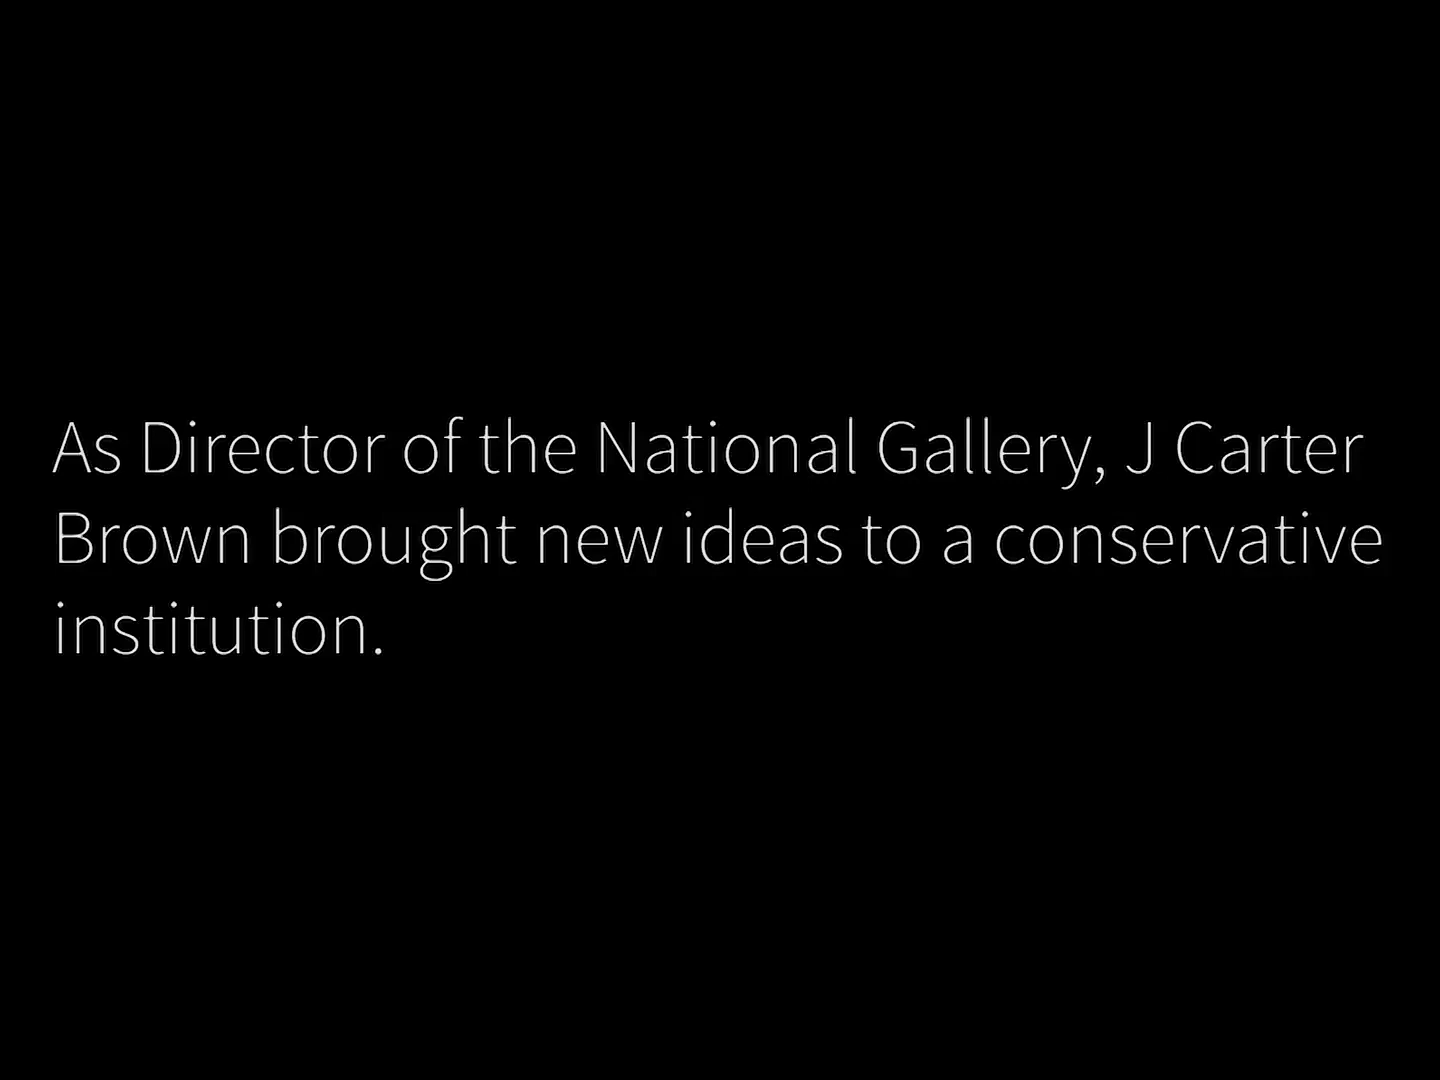 As Director of the National Gallery, J Carter
Brown brought new ideas to a conservative
institution.